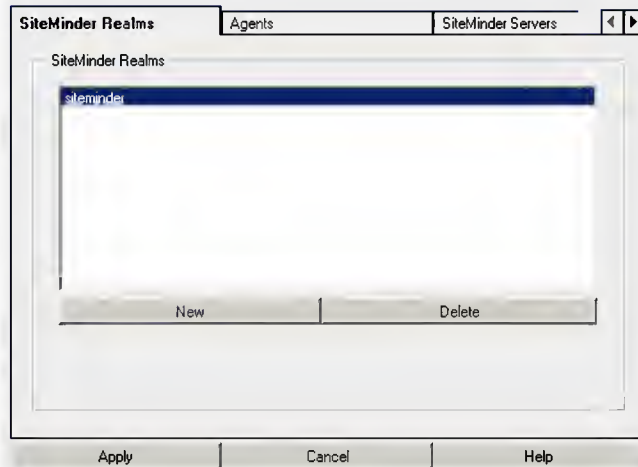 SiteMinder Realms Agents SiteMinder Servers
SiteMinder Realms
siteminder
New Delete
Apply Cancel Help